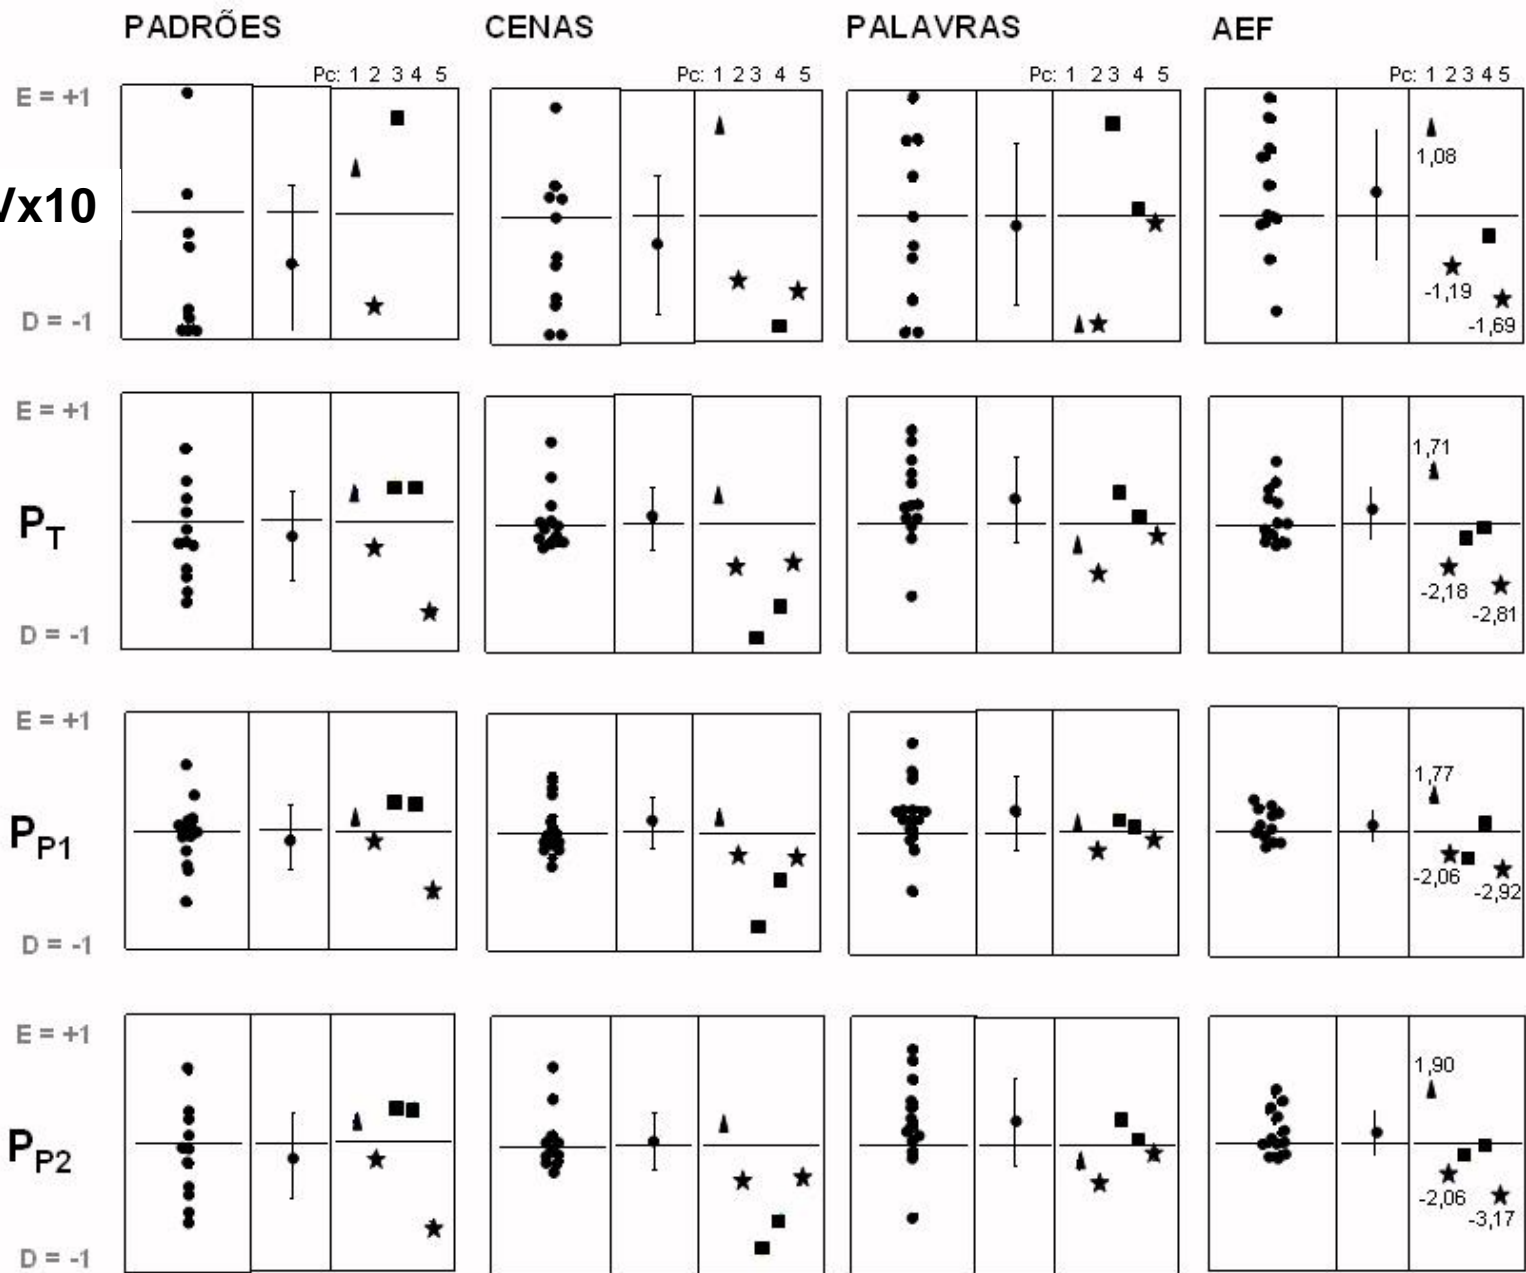 PADRÕES CENAS PALAVRAS AEF
Pc: 1 2 3 4 5 Pc: 1 2 3 4 5 Pc: 1 2 3 4 5 Pc: 1 2 3 4 5
E = +1
x10
1,08
-1,19
D = -1
-1,69
E = +1
1,71
PT
-2,18
-2,81
D = -1
E = +1
1,77
PP1
-2,06
-2,92
D = -1
E = +1
1,90
PP2
-2,06
-3,17
D = -1